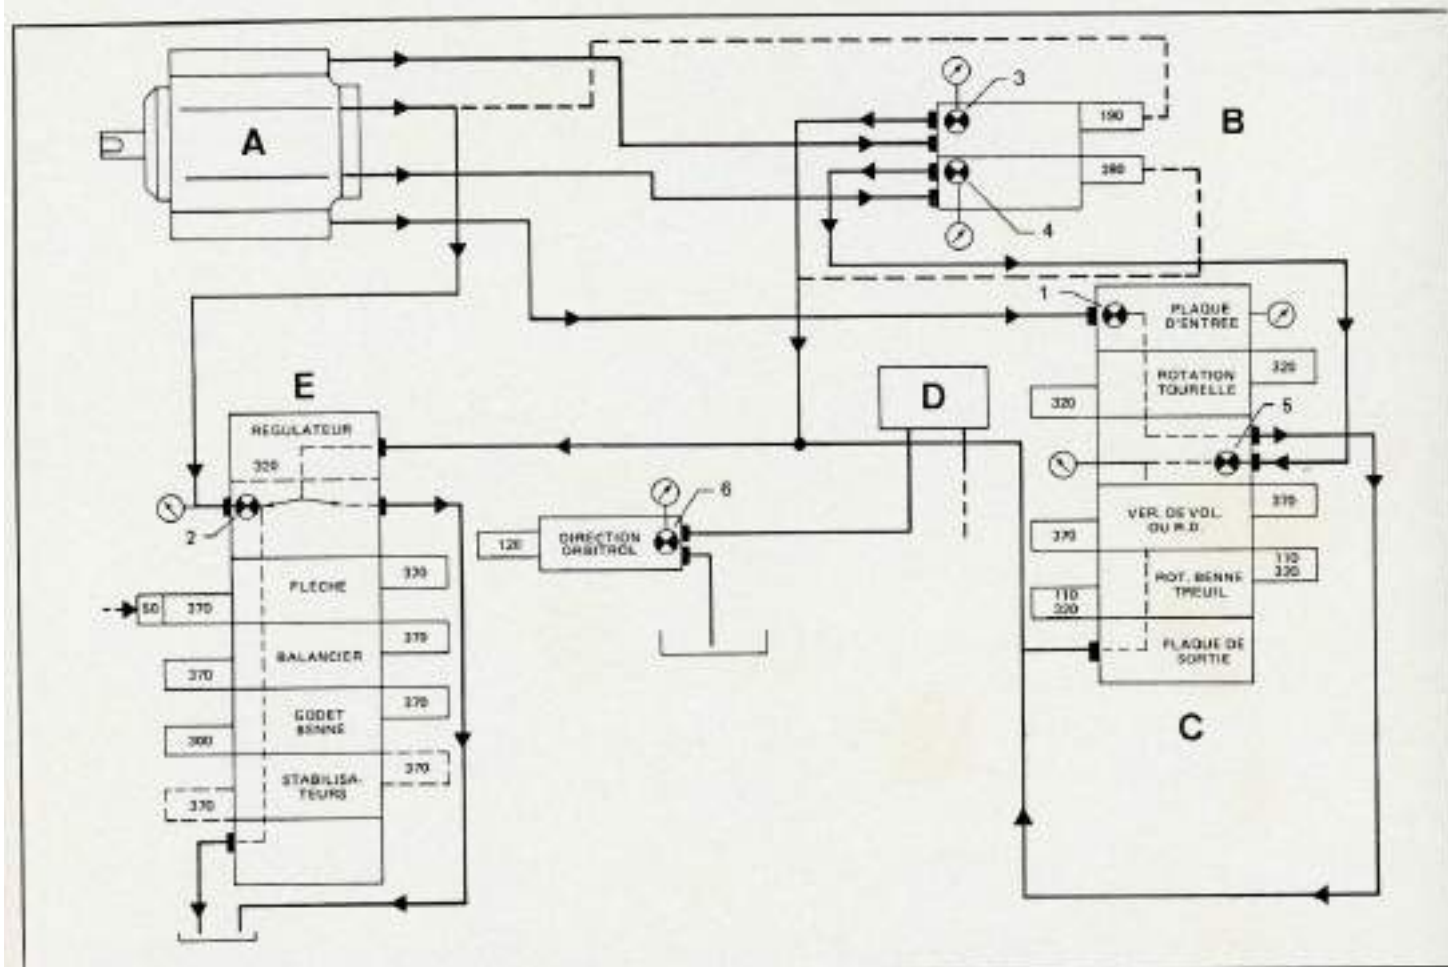 A
3
190
B
280
4
1
PLAQUE
D'ENTREE
ROTATION
TOURELLE
320
320
5
E
REGULATEUR
320
D
2
6
120
DIRECTION
ORBITROL
VER. DE VOL.
OU R.D.
370
370
FLECHE
370
50
370
ROT. BENNE
TREUIL
110
320
110
320
BALANCIER
370
370
PLAQUE DE
SORTIE
GODET
BENNE
370
300
C
STABILISA-
TEURS
370
370